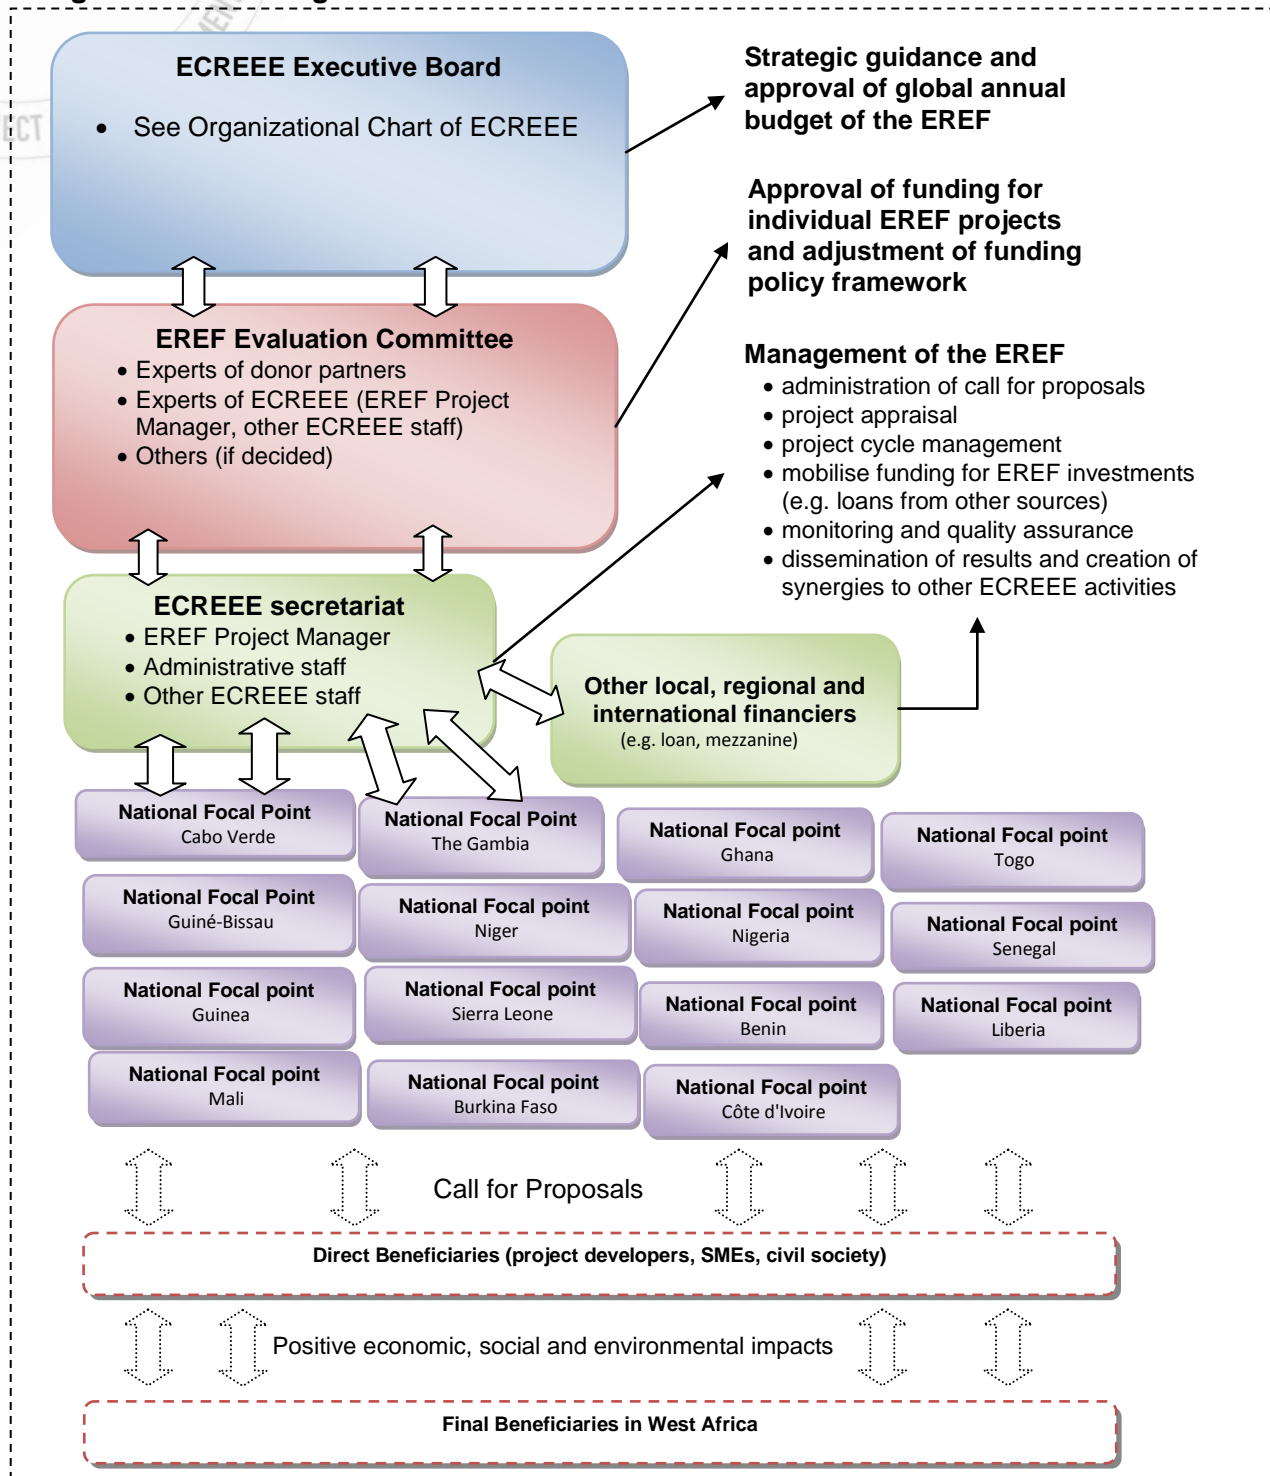 ECREEE Executive Board
• See Organizational Chart of ECREEE
Strategic guidance and
approval of global annual
budget of the EREF
Approval of funding for
individual EREF projects
and adjustment of funding
policy framework
EREF Evaluation Committee
• Experts of donor partners
• Experts of ECREEE (EREF Project
Manager, other ECREEE staff)
• Others (if decided)
Management of the EREF
• administration of call for proposals
• project appraisal
• project cycle management
• mobilise funding for EREF investments
(e.g. loans from other sources)
• monitoring and quality assurance
• dissemination of results and creation of
synergies to other ECREEE activities
ECREEE secretariat
• EREF Project Manager
• Administrative staff
• Other ECREEE staff
Other local, regional and
international financiers
(e.g. loan, mezzanine)
National Focal Point
Cabo Verde
National Focal Point
The Gambia
National Focal point
Ghana
National Focal point
Togo
National Focal Point
Guiné-Bissau
National Focal point
Niger
National Focal point
Nigeria
National Focal point
Senegal
National Focal point
Guinea
National Focal point
Sierra Leone
National Focal point
Benin
National Focal point
Liberia
National Focal point
Mali
National Focal point
Burkina Faso
National Focal point
Côte d'Ivoire
Call for Proposals
Direct Beneficiaries (project developers, SMEs, civil society)
Positive economic, social and environmental impacts
Final Beneficiaries in West Africa